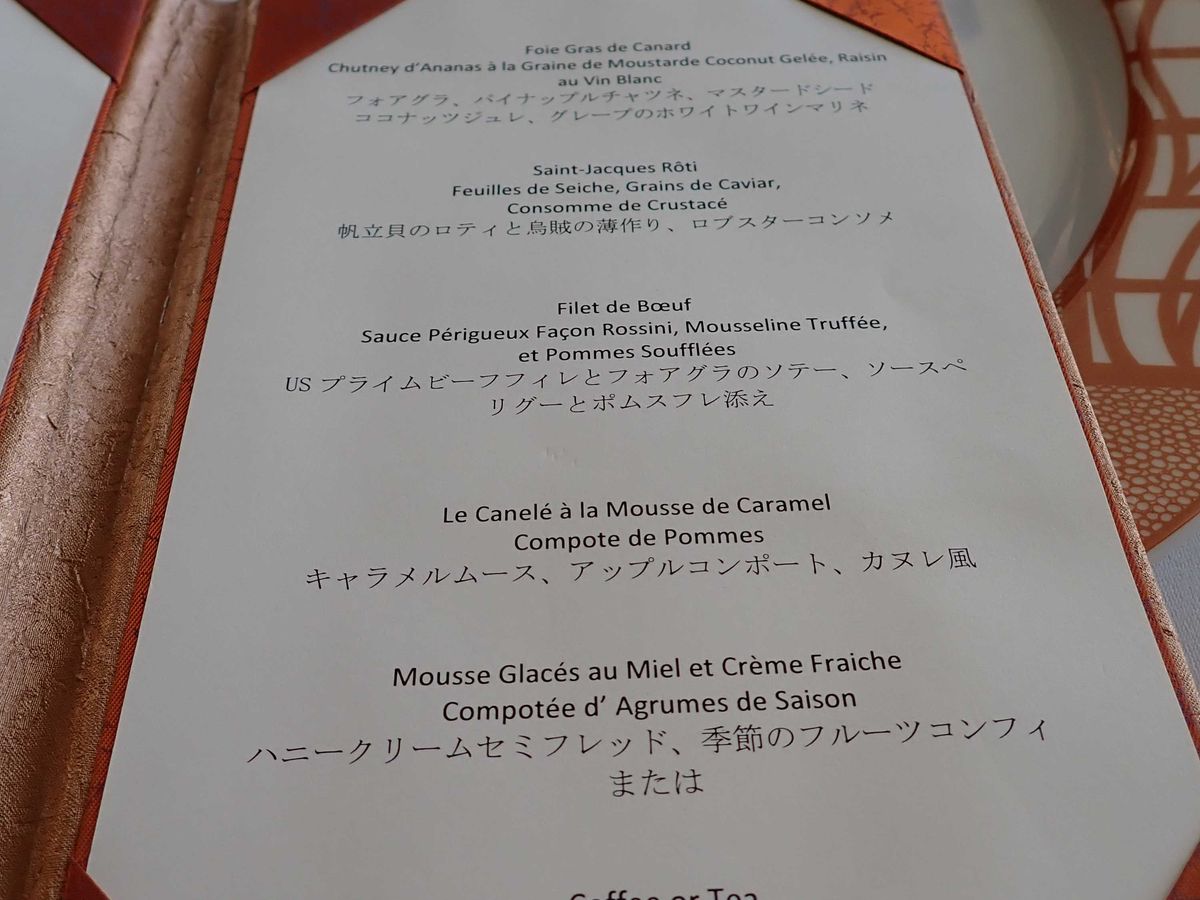 Foie Gras de Canard
Chutney d'Ananas à la Graine de Moustarde Coconut Gelée, Raisin
au Vin Blanc
フォアグラ、パイナップルチャツネ、マスタードシード
ココナッツジュレ、グレープのホワイトワインマリネ
Saint-Jacques Rôti
Feuilles de Seiche, Grains de Caviar,
Consomme de Crustacé
帆立貝のロティと烏賊の薄作り、ロブスターコンソメ
Filet de Bœuf
Sauce Périgueux Façon Rossini, Mousseline Truffée,
et Pommes Soufflées
US プライムビーフフィレとフォアグラのソテー、ソースペ
リグーとポムスフレ添え
Le Canelé à la Mousse de Caramel
Compote de Pommes
キャラメルムース、アップルコンポート、カヌレ風
Mousse Glacés au Miel et Crème Fraiche
Compotée d' Agrumes de Saison
ハニークリームセミフレッド、季節のフルーツコンフィ
または
Coffee or Tea